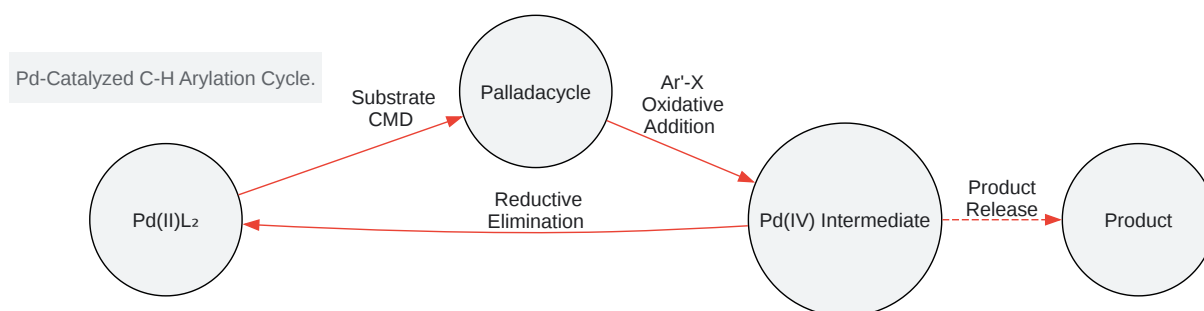 Pd-Catalyzed C-H Arylation Cycle.
Substrate
CMD
Palladacycle
Ar'-X
Oxidative
Addition
Pd(II)L₂
Reductive
Elimination
Pd(IV) Intermediate
Product
Release
Product